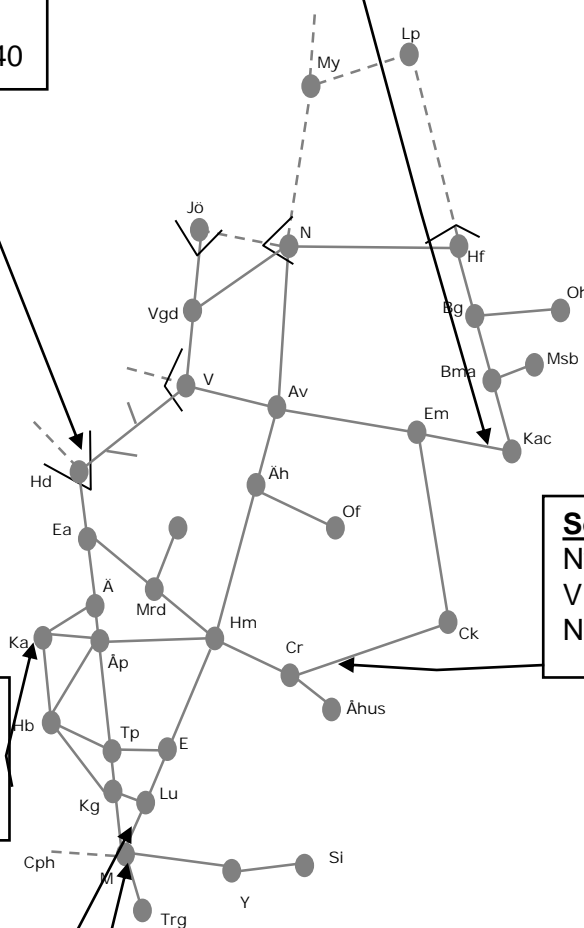 40
Lp
My
Jö
N
Hf
Vgd
Bg
Oh
V
Msb
Bma
Av
Em
Kac
Hd
Äh
Of
Ea
N
V
N
Ä
Mrd
Hm
Ka
Åp
Cr
Ck
Åhus
Hb
Tp
E
Kg
Lu
Cph
M
Si
Y
Trg